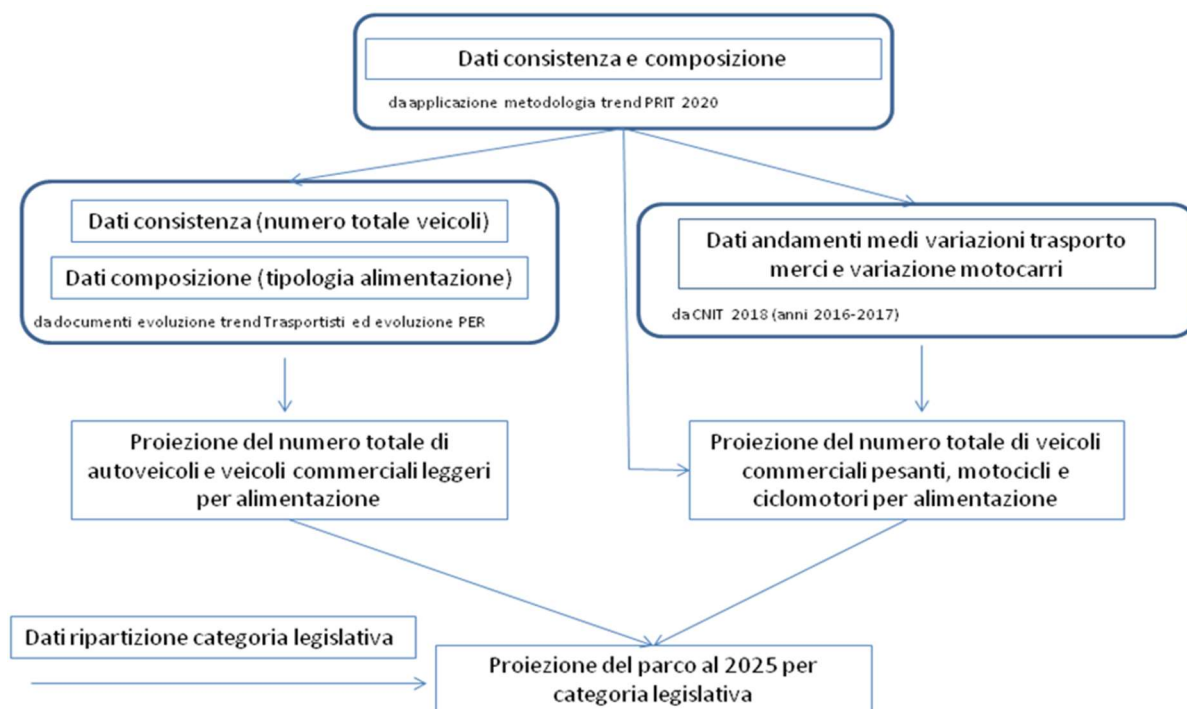 Dati consistenza e composizione
da applicazione metodologia trend PRIT 2020
Dati consistenza (numero totale veicoli)
Dati composizione (tipologia alimentazione)
da documenti evoluzione trend Trasportisti ed evoluzione PER
Dati andamenti medi variazioni trasporto
merci e variazione motocarri
da CNIT 2018 (anni 2016-2017)
Proiezione del numero totale di
autoveicoli e veicoli commerciali leggeri
per alimentazione
Proiezione del numero totale di veicoli
commerciali pesanti, motocicli e
ciclomotori per alimentazione
Dati ripartizione categoria legislativa
Proiezione del parco al 2025 per
categoria legislativa